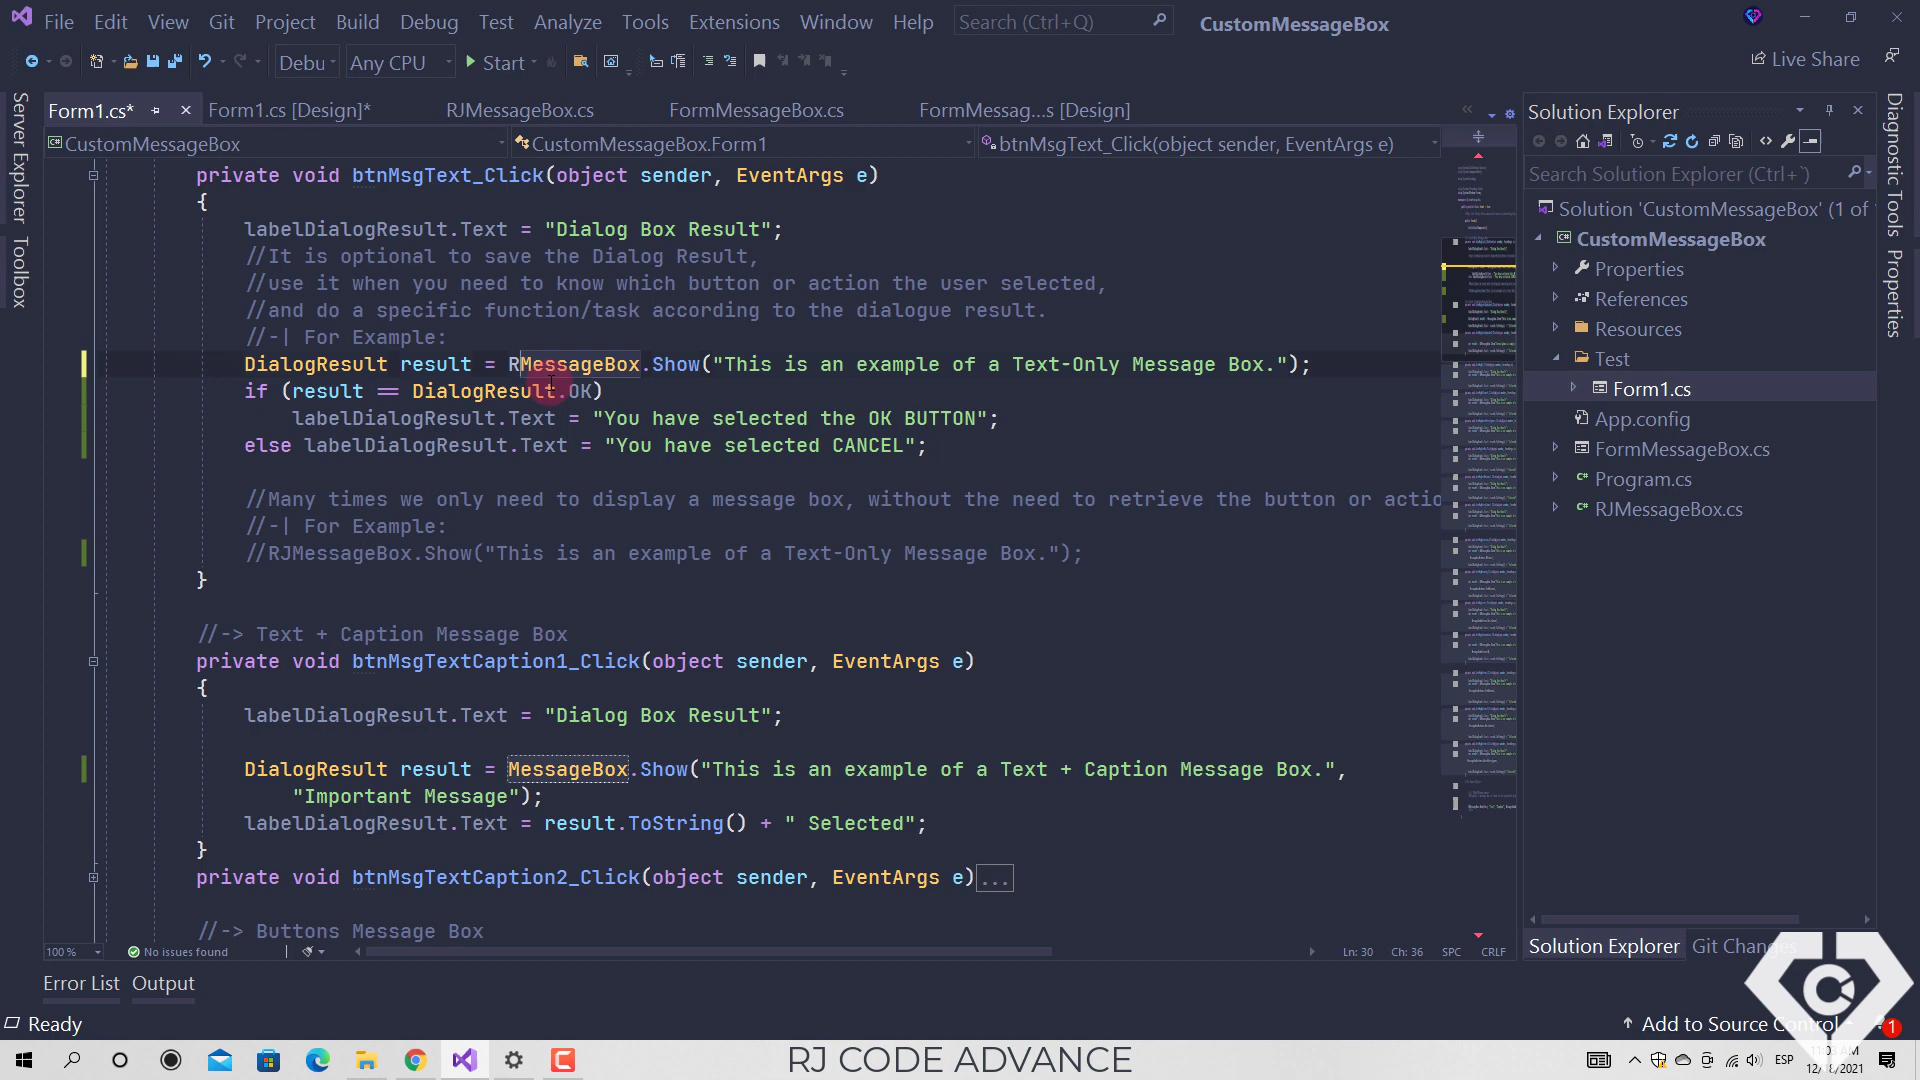 File Edit View Git Project Build Debug Test Analyze Tools Extensions Window Help Search (Ctrl+Q) CustomMessageBox
Debu Any CPU Start Live Share
Server Explorer
Toolbox
Form1.cs* Form1.cs [Design]* RJMessageBox.cs FormMessageBox.cs FormMessag...s [Design]
CustomMessageBox CustomMessageBox.Form1 btnMsgText_Click(object sender, EventArgs e)
private void btnMsgText_Click(object sender, EventArgs e)
{
labelDialogResult.Text = "Dialog Box Result";
//It is optional to save the Dialog Result,
//use it when you need to know which button or action the user selected,
//and do a specific function/task according to the dialogue result.
//-| For Example:
DialogResult result = RMessageBox.Show("This is an example of a Text-Only Message Box.");
if (result == DialogResult.OK)
labelDialogResult.Text = "You have selected the OK BUTTON";
else labelDialogResult.Text = "You have selected CANCEL";
//Many times we only need to display a message box, without the need to retrieve the button or actio
//-| For Example:
//RJMessageBox.Show("This is an example of a Text-Only Message Box.");
}
//-> Text + Caption Message Box
private void btnMsgTextCaption1_Click(object sender, EventArgs e)
{
labelDialogResult.Text = "Dialog Box Result";
DialogResult result = MessageBox.Show("This is an example of a Text + Caption Message Box.",
"Important Message");
labelDialogResult.Text = result.ToString() + " Selected";
}
private void btnMsgTextCaption2_Click(object sender, EventArgs e)...
//-> Buttons Message Box
100 % No issues found Ln: 30 Ch: 36 SPC CRLF
Solution Explorer
Search Solution Explorer (Ctrl+`)
Solution 'CustomMessageBox' (1 of
CustomMessageBox
Properties
References
Resources
Test
Form1.cs
App.config
FormMessageBox.cs
Program.cs
RJMessageBox.cs
Solution Explorer Git Changes
Diagnostic Tools
Properties
Error List Output
Ready Add to Source Control 1
RJ CODE ADVANCE
ESP
11:03 AM
12/18/2021